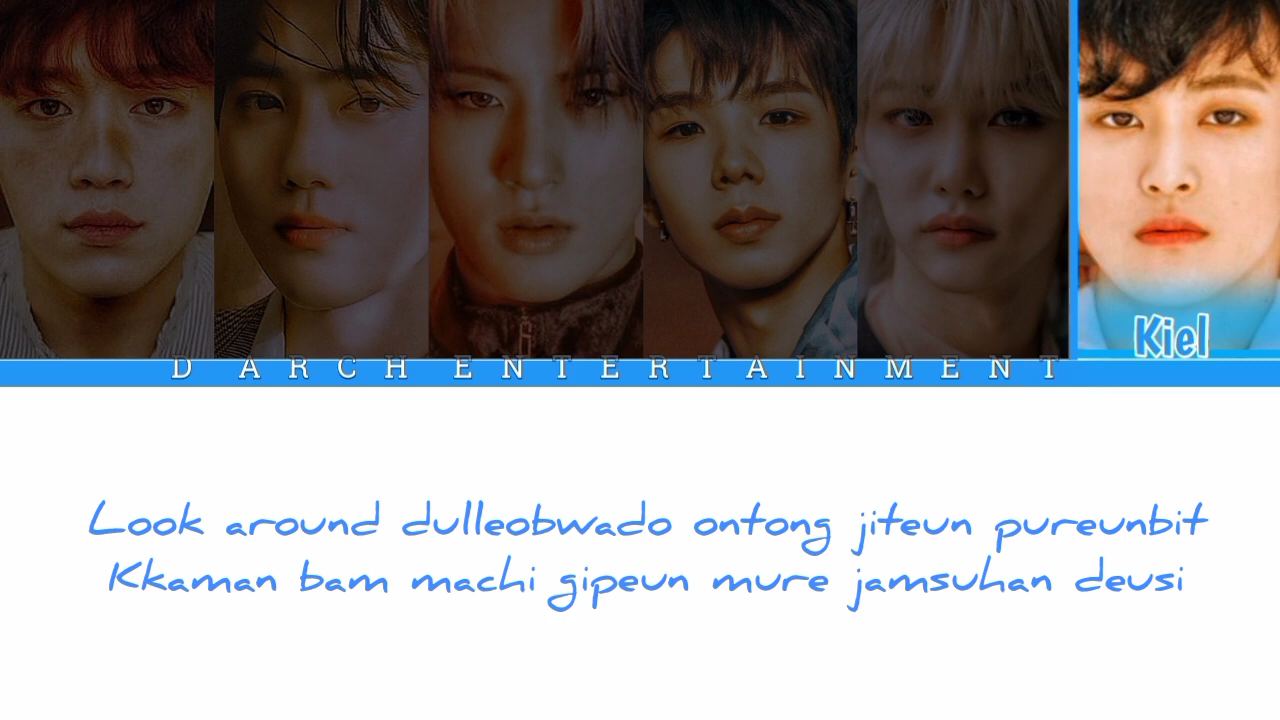 Kiel
D ARCH ENTERTAINMENT
Look around dulleobwado ontong jiteun pureunbit
Kkaman bam machi gipeun mure jamsuhan deusi